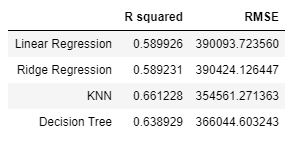 R squared RMSE
Linear Regression 0.589926 390093.723560
Ridge Regression 0.589231 390424.126447
KNN 0.661228 354561.271363
Decision Tree 0.638929 366044.603243